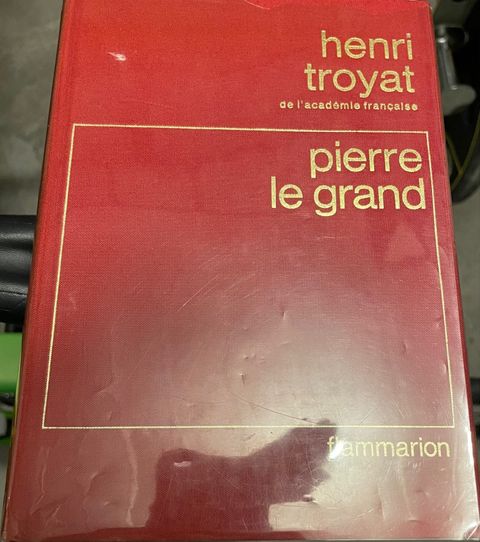 henri
troyat
de l'académie française
pierre
le grand
flammarion